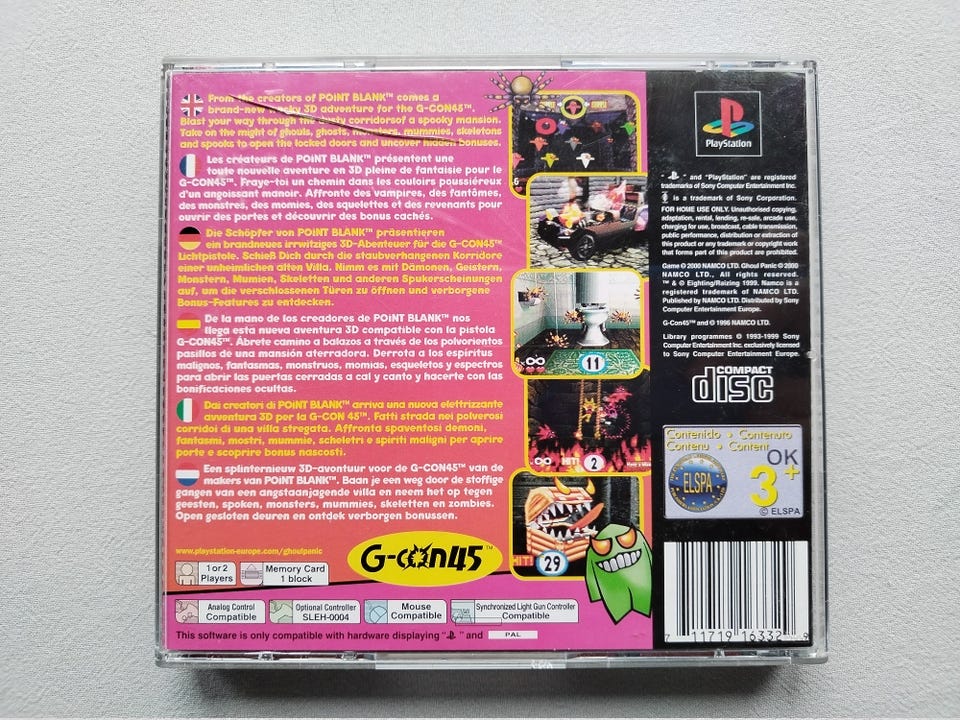 From the creators of POINT BLANK™ comes a
brand-new wacky 3D adventure for the G-CON45™.
Blast your way through the dusty corridorsof a spooky mansion.
Take on the might of ghouls, ghosts, monsters, mummies, skeletons
and spooks to open the locked doors and uncover hidden bonuses.
Les créateurs de POINT BLANK™ présentent une
toute nouvelle aventure en 3D pleine de fantaisie pour le
G-CON45™. Fraye-toi un chemin dans les couloirs poussiéreux
d'un angoissant manoir. Affronte des vampires, des fantômes,
des monstres, des momies, des squelettes et des revenants pour
ouvrir des portes et découvrir des bonus cachés.
Die Schöpfer von POINT BLANK™ präsentieren
ein brandneues irrwitziges 3D-Abenteuer für die G-CON45™
Lichtpistole. Schieß Dich durch die staubverhangenen Korridore
einer unheimlichen alten Villa. Nimm es mit Dämonen, Geistern,
Monstern, Mumien, Skeletten und anderen Spukerscheinungen
auf, um die verschlossenen Türen zu öffnen und verborgene
Bonus-Features zu entdecken.
De la mano de los creadores de POINT BLANK™ nos
llega esta nueva aventura 3D compatible con la pistola
G-CON45™. Ábrete camino a balazos a través de los polvorientos
pasillos de una mansión aterradora. Derrota a los espíritus
malignos, fantasmas, monstruos, momias, esqueletos y espectros
para abrir las puertas cerradas a cal y canto y hacerte con las
bonificaciones ocultas.
Dai creatori di POINT BLANK™ arriva una nuova elettrizzante
avventura 3D per la G-CON 45™. Fatti strada nei polverosi
corridoi di una villa stregata. Affronta spaventosi demoni,
fantasmi, mostri, mummie, scheletri e spiriti maligni per aprire
porte e scoprire bonus nascosti.
Een splinternieuw 3D-avontuur voor de G-CON45™ van de
makers van POINT BLANK™. Baan je een weg door de stoffige
gangen van een angstaanjagende villa en neem het op tegen
geesten, spoken, monsters, mummies, skeletten en zombies.
Open gesloten deuren en ontdek verborgen bonussen.
www.playstation-europe.com/ghoulpanic
G-CON45™
1 or 2
Players
Memory Card
1 block
Analog Control
Compatible
Optional Controller
SLEH-0004
Mouse
Compatible
Synchronized Light Gun Controller
Compatible
This software is only compatible with hardware displaying " " and PAL
11
HIT!
2
HIT!
29
PlayStation
" " and "PlayStation" are registered
trademarks of Sony Computer Entertainment Inc.
is a trademark of Sony Corporation.
FOR HOME USE ONLY. Unauthorised copying,
adaptation, rental, lending, re-sale, arcade use,
charging for use, broadcast, cable transmission,
public performance, distribution or extraction of
this product or any trademark or copyright work
that forms part of this product are prohibited.
Game © 2000 NAMCO LTD. Ghoul Panic © 2000
NAMCO LTD., All rights reserved.
™ & © Eighting/Raizing 1999. Namco is a
registered trademark of NAMCO LTD.
Published by NAMCO LTD. Distributed by Sony
Computer Entertainment Europe.
G-Con45™ and © 1996 NAMCO LTD.
Library programmes © 1993-1999 Sony
Computer Entertainment Inc. exclusively licensed
to Sony Computer Entertainment Europe.
COMPACT
disc
Contenido • Contenuto
Contenu • Content
OK
ELSPA
3+
© ELSPA
7 11719 16332 9